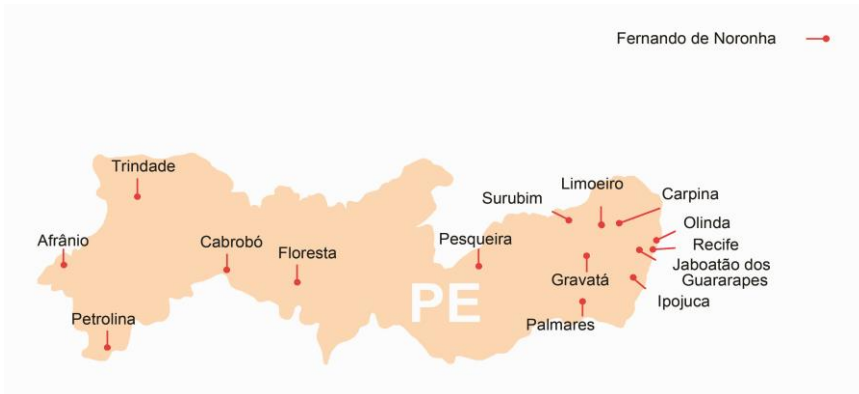 Fernando de Noronha
Trindade
Limoeiro
Surubim
Carpina
Olinda
Afrânio
Cabrobó
Floresta
Pesqueira
Recife
Jaboatão dos
Guararapes
Gravatá
Ipojuca
PE
Petrolina
Palmares